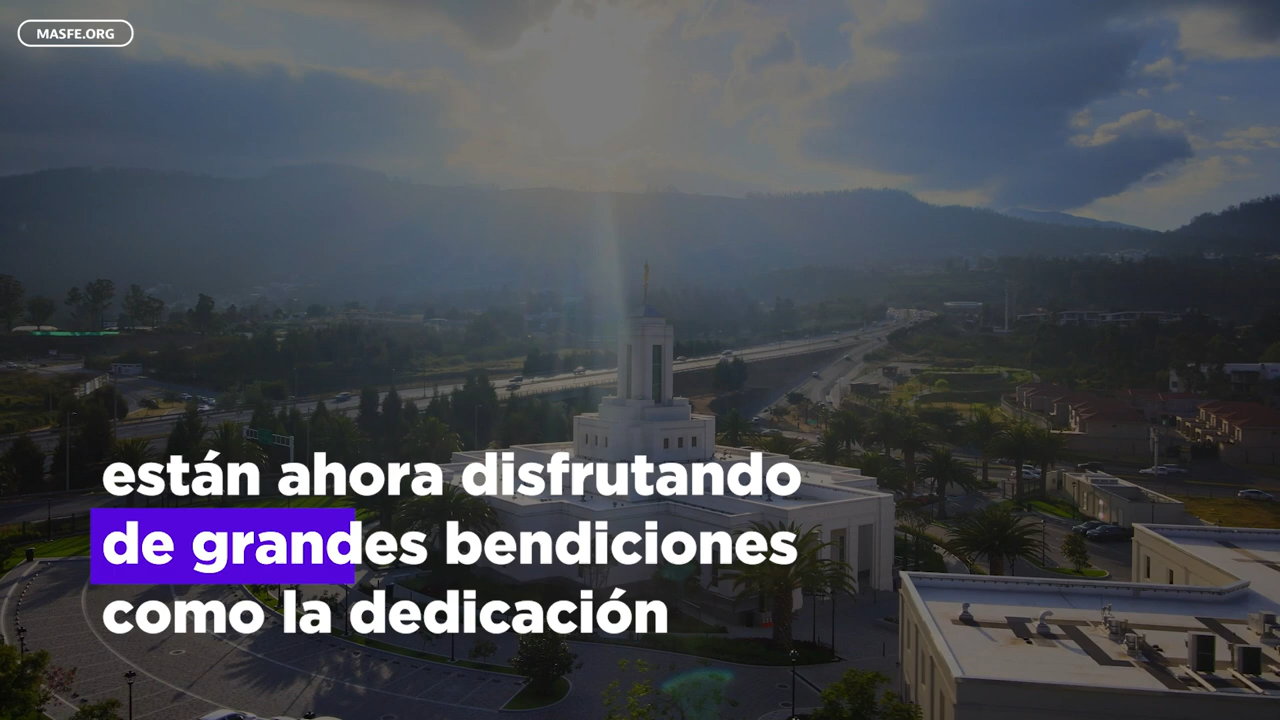 MASFE.ORG
están ahora disfrutando
de grandes bendiciones
como la dedicación